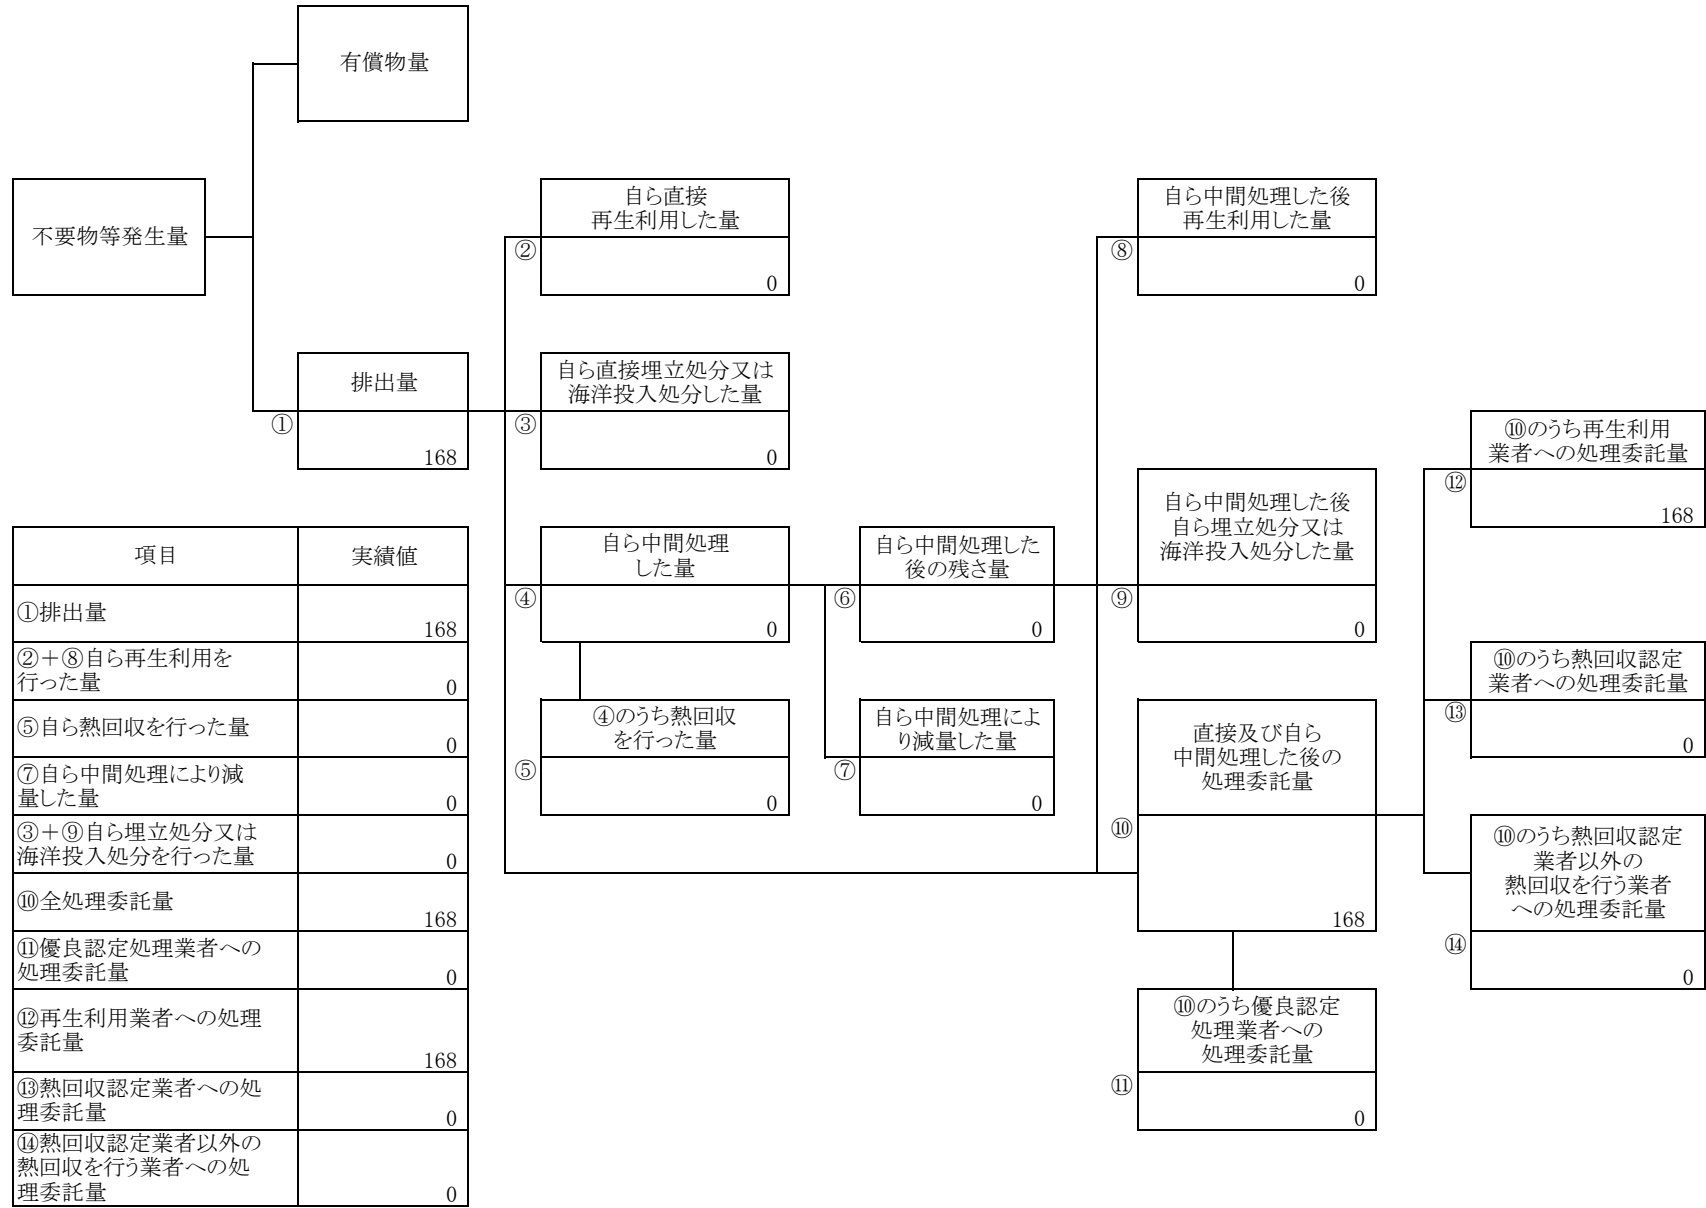 有償物量
不要物等発生量
自ら直接
再生利用した量
②
0
自ら中間処理した後
再生利用した量
⑧
0
排出量
①
168
自ら直接埋立処分又は
海洋投入処分した量
③
0
⑩のうち再生利用
業者への処理委託量
⑫
168
自ら中間処理
した量
④
0
自ら中間処理した
後の残さ量
⑥
0
自ら中間処理した後
自ら埋立処分又は
海洋投入処分した量
⑨
0
⑩のうち熱回収認定
業者への処理委託量
⑬
0
④のうち熱回収
を行った量
⑤
0
自ら中間処理によ
り減量した量
⑦
0
直接及び自ら
中間処理した後の
処理委託量
⑩
168
⑩のうち熱回収認定
業者以外の
熱回収を行う業者
への処理委託量
⑭
0
⑩のうち優良認定
処理業者への
処理委託量
⑪
0
項目 実績値
①排出量
168
②＋⑧自ら再生利用を
行った量
0
⑤自ら熱回収を行った量
0
⑦自ら中間処理により減
量した量
0
③＋⑨自ら埋立処分又は
海洋投入処分を行った量
0
⑩全処理委託量
168
⑪優良認定処理業者への
処理委託量
0
⑫再生利用業者への処理
委託量
168
⑬熱回収認定業者への処
理委託量
0
⑭熱回収認定業者以外の
熱回収を行う業者への処
理委託量
0